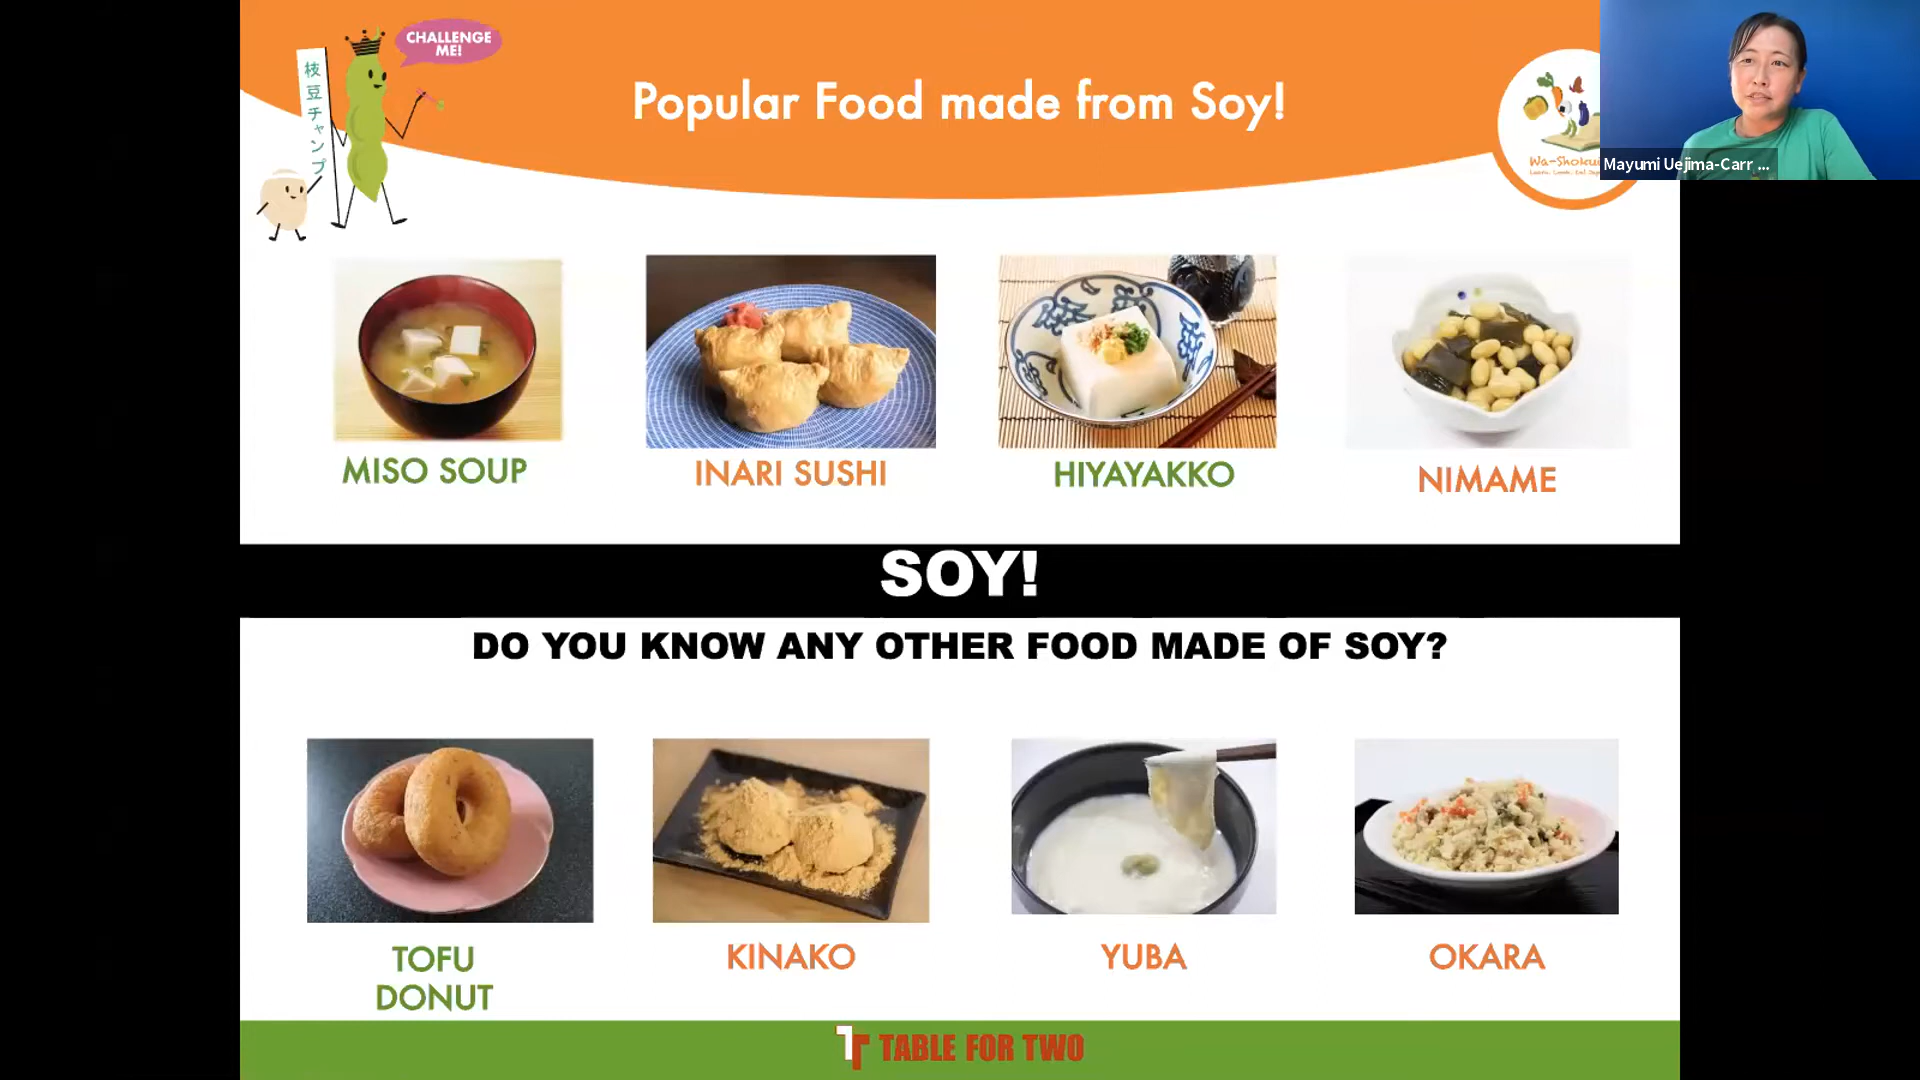 CHALLENGE
ME!
枝豆チャンプ
Popular Food made from Soy!
Wa-Shokui
Mayumi Uejima-Carr ...
MISO SOUP
INARI SUSHI
HIYAYAKKO
NIMAME
SOY!
DO YOU KNOW ANY OTHER FOOD MADE OF SOY?
TOFU
DONUT
KINAKO
YUBA
OKARA
TABLE FOR TWO